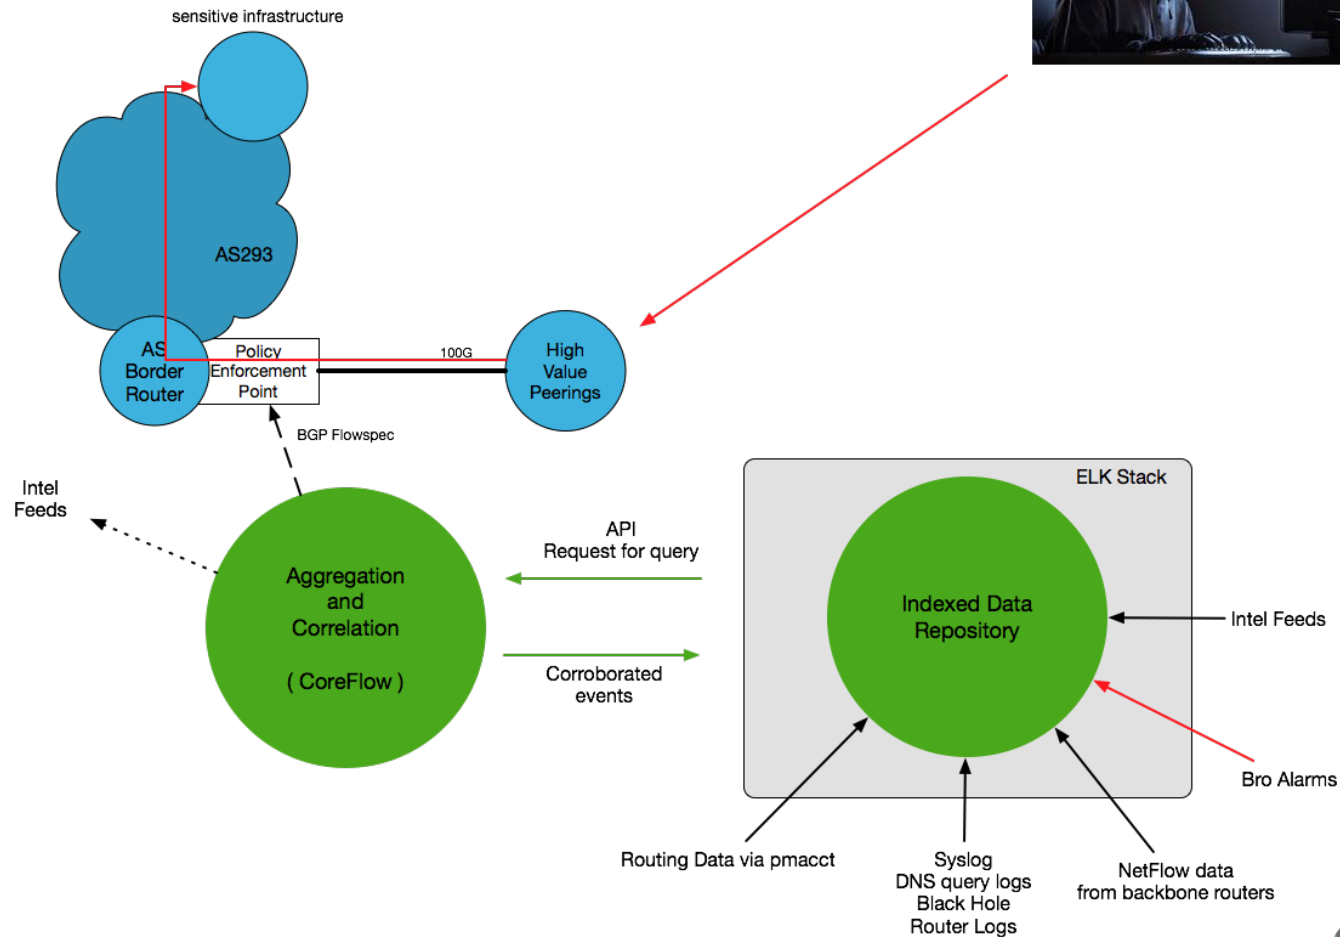 sensitive infrastructure
AS293
AS
Border
Router
Policy
Enforcement
Point
100G
High
Value
Peerings
BGP Flowspec
Intel
Feeds
Aggregation
and
Correlation
( CoreFlow )
API
Request for query
Corroborated
events
ELK Stack
Indexed Data
Repository
Intel Feeds
Bro Alarms
Routing Data via pmacct
Syslog
DNS query logs
Black Hole
Router Logs
NetFlow data
from backbone routers